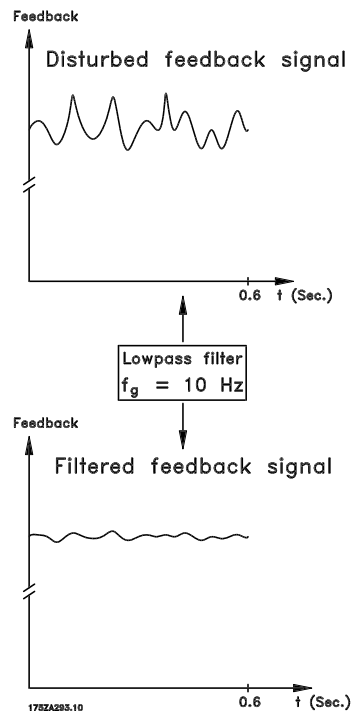 Feedback
Disturbed feedback signal
0.6 t (Sec.)
Lowpass filter
fg = 10 Hz
Feedback
Filtered feedback signal
0.6 t (Sec.)
175ZA293.10